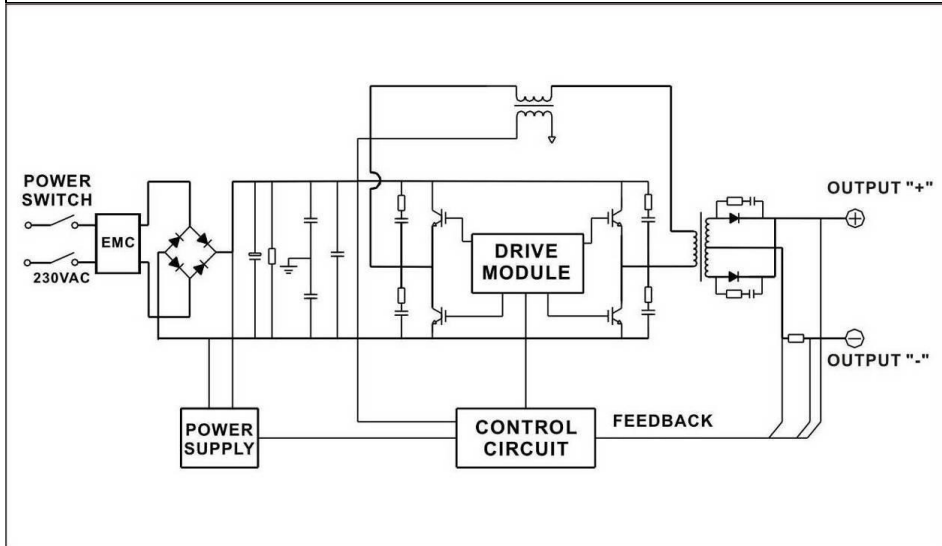 POWER
SWITCH
EMC
230VAC
DRIVE
MODULE
OUTPUT "+"
OUTPUT "-"
POWER
SUPPLY
CONTROL
CIRCUIT
FEEDBACK